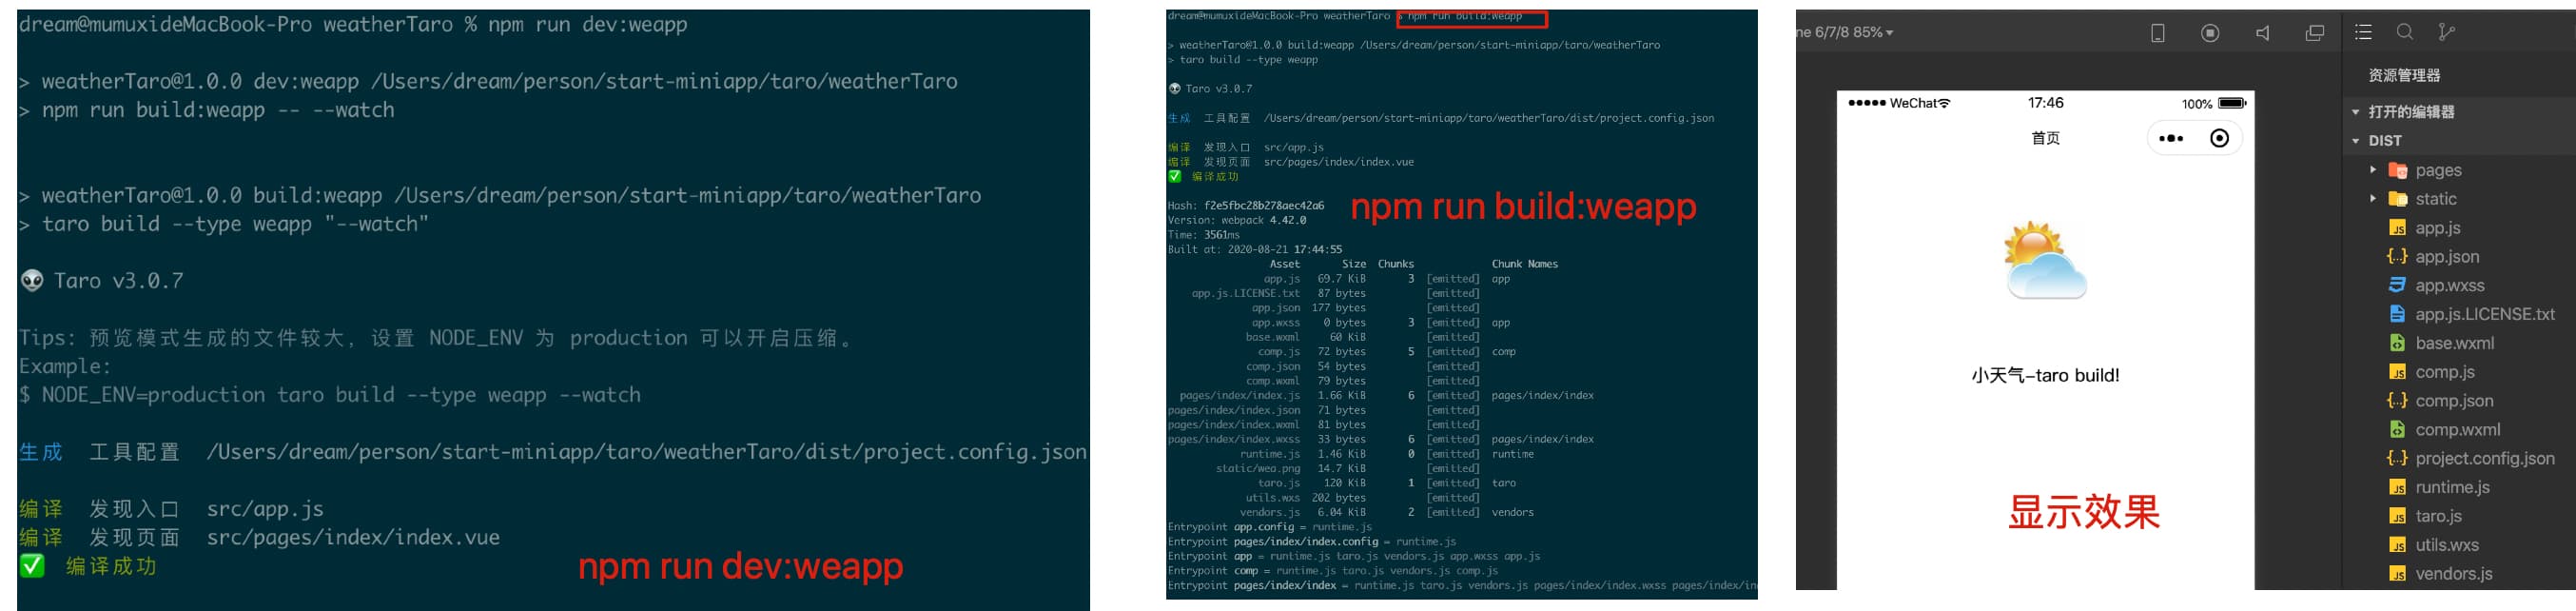 dream@mumuxideMacBook-Pro weatherTaro % npm run dev:weapp
> weatherTaro@1.0.0 dev:weapp /Users/dream/person/start-miniapp/taro/weatherTaro
> npm run build:weapp -- --watch
> weatherTaro@1.0.0 build:weapp /Users/dream/person/start-miniapp/taro/weatherTaro
> taro build --type weapp "--watch"
Taro v3.0.7
Tips: 预览模式生成的文件较大，设置 NODE_ENV 为 production 可以开启压缩。
Example:
$ NODE_ENV=production taro build --type weapp --watch
生成 工具配置 /Users/dream/person/start-miniapp/taro/weatherTaro/dist/project.config.json
编译 发现入口 src/app.js
编译 发现页面 src/pages/index/index.vue
编译成功
npm run dev:weapp
dream@mumuxideMacBook-Pro weatherTaro % npm run build:weapp
> weatherTaro@1.0.0 build:weapp /Users/dream/person/start-miniapp/taro/weatherTaro
> taro build --type weapp
Taro v3.0.7
生成 工具配置 /Users/dream/person/start-miniapp/taro/weatherTaro/dist/project.config.json
编译 发现入口 src/app.js
编译 发现页面 src/pages/index/index.vue
编译成功
npm run build:weapp
Hash: f2e5fbc28b278aec42a6
Version: webpack 4.42.0
Time: 3561ms
Built at: 2020-08-21 17:44:55
Asset Size Chunks Chunk Names
app.js 69.7 KiB 3 [emitted] app
app.js.LICENSE.txt 87 bytes [emitted]
app.json 177 bytes [emitted]
app.wxss 0 bytes 3 [emitted] app
base.wxml 60 KiB [emitted]
comp.js 72 bytes 5 [emitted] comp
comp.json 54 bytes [emitted]
comp.wxml 79 bytes [emitted]
pages/index/index.js 1.66 KiB 6 [emitted] pages/index/index
pages/index/index.json 71 bytes [emitted]
pages/index/index.wxml 81 bytes [emitted]
pages/index/index.wxss 33 bytes 6 [emitted] pages/index/index
runtime.js 1.46 KiB 0 [emitted] runtime
static/wea.png 14.7 KiB [emitted]
taro.js 120 KiB 1 [emitted] taro
utils.wxs 202 bytes [emitted]
vendors.js 6.04 KiB 2 [emitted] vendors
Entrypoint app.config = runtime.js
Entrypoint pages/index/index.config = runtime.js
Entrypoint app = runtime.js taro.js vendors.js app.wxss app.js
Entrypoint comp = runtime.js taro.js vendors.js comp.js
Entrypoint pages/index/index = runtime.js taro.js vendors.js pages/index/index.wxss pages/index/in
ne 6/7/8 85%
WeChat 17:46 100%
首页
小天气-taro build!
显示效果
资源管理器
打开的编辑器
DIST
pages
static
app.js
app.json
app.wxss
app.js.LICENSE.txt
base.wxml
comp.js
comp.json
comp.wxml
project.config.json
runtime.js
taro.js
utils.wxs
vendors.js